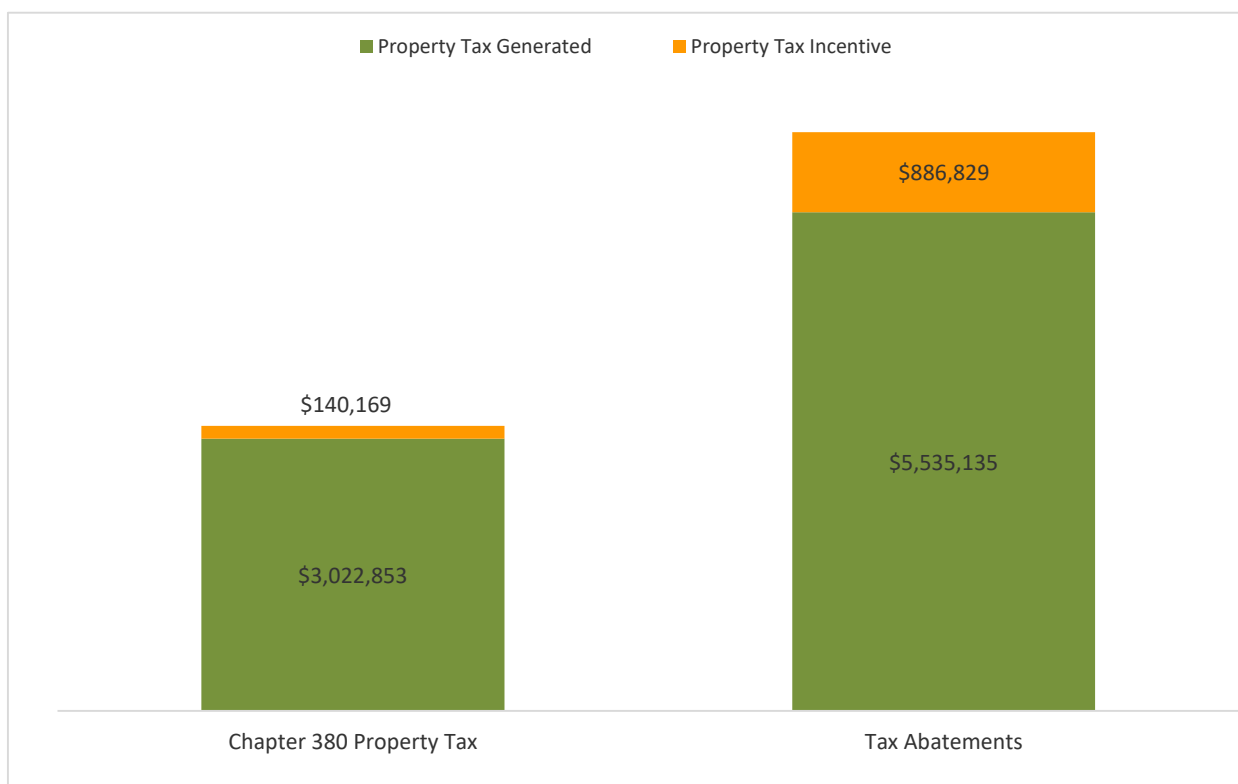 Property Tax Generated
Property Tax Incentive
$886,829
$140,169
$5,535,135
$3,022,853
Chapter 380 Property Tax
Tax Abatements